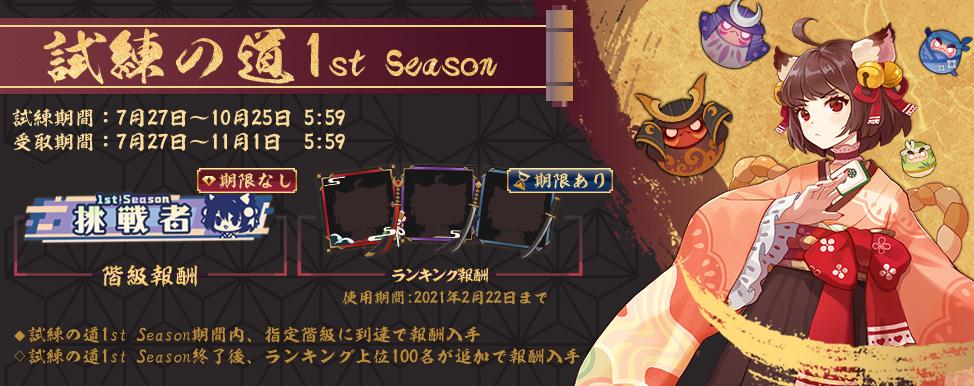 試練の道1st Season
試練期間：7月27日～10月25日 5:59
受取期間：7月27日～11月1日 5:59
期限なし
期限あり
1st Season
挑戦者
階級報酬
ランキング報酬
使用期間:2021年2月22日まで
◆試練の道1st Season期間内、指定階級に到達で報酬入手
◇試練の道1st Season終了後、ランキング上位100名が追加で報酬入手